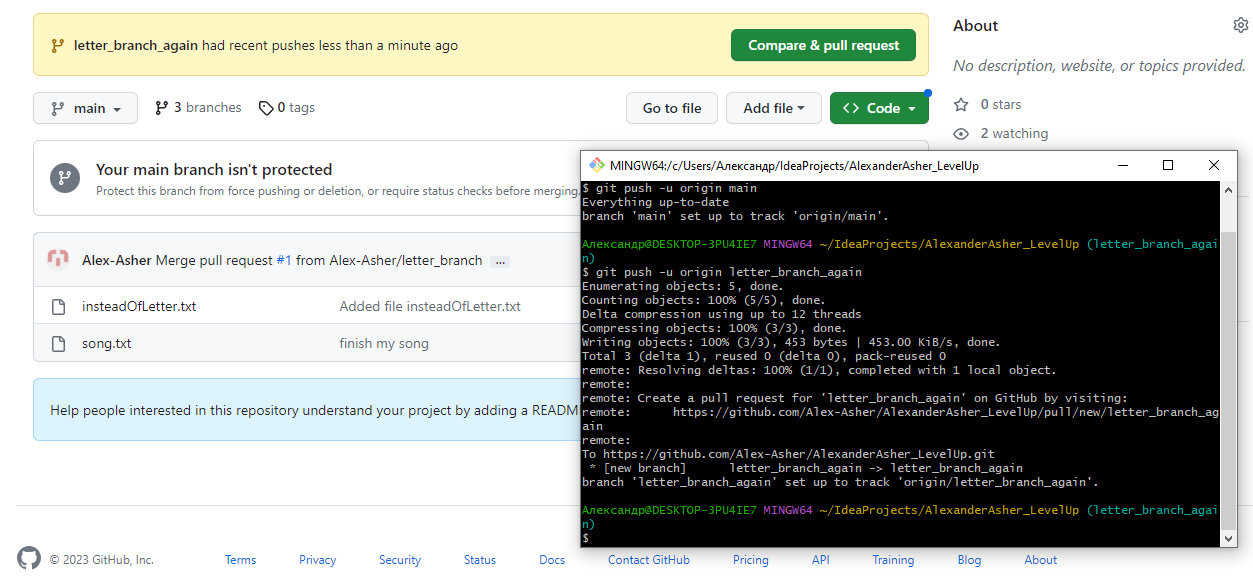 letter_branch_again had recent pushes less than a minute ago
Compare & pull request
About
No description, website, or topics provided.
0 stars
2 watching
main
3 branches
0 tags
Go to file
Add file
<> Code
Your main branch isn't protected
Protect this branch from force pushing or deletion, or require status checks before merging.
Alex-Asher Merge pull request #1 from Alex-Asher/letter_branch ...
insteadOfLetter.txt Added file insteadOfLetter.txt
song.txt finish my song
Help people interested in this repository understand your project by adding a README
MINGW64:/c/Users/Александр/IdeaProjects/AlexanderAsher_LevelUp
$ git push -u origin main
Everything up-to-date
branch 'main' set up to track 'origin/main'.
Александр@DESKTOP-3PU4IE7 MINGW64 ~/IdeaProjects/AlexanderAsher_LevelUp (letter_branch_agai
n)
$ git push -u origin letter_branch_again
Enumerating objects: 5, done.
Counting objects: 100% (5/5), done.
Delta compression using up to 12 threads
Compressing objects: 100% (3/3), done.
Writing objects: 100% (3/3), 453 bytes | 453.00 KiB/s, done.
Total 3 (delta 1), reused 0 (delta 0), pack-reused 0
remote: Resolving deltas: 100% (1/1), completed with 1 local object.
remote:
remote: Create a pull request for 'letter_branch_again' on GitHub by visiting:
remote:      https://github.com/Alex-Asher/AlexanderAsher_LevelUp/pull/new/letter_branch_ag
ain
remote:
To https://github.com/Alex-Asher/AlexanderAsher_LevelUp.git
 * [new branch]      letter_branch_again -> letter_branch_again
branch 'letter_branch_again' set up to track 'origin/letter_branch_again'.
Александр@DESKTOP-3PU4IE7 MINGW64 ~/IdeaProjects/AlexanderAsher_LevelUp (letter_branch_agai
n)
$
© 2023 GitHub, Inc. Terms Privacy Security Status Docs Contact GitHub Pricing API Training Blog About